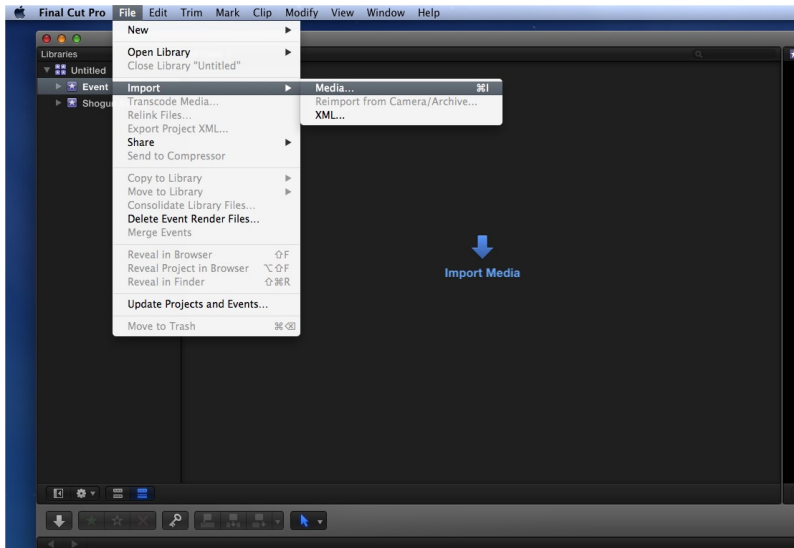 Final Cut Pro File Edit Trim Mark Clip Modify View Window Help
New
Libraries
Open Library
Untitled
Close Library "Untitled"
Event
Import
Media... ⌘I
Shogu
Transcode Media...
Reimport from Camera/Archive...
Relink Files...
XML...
Export Project XML...
Share
Send to Compressor
Copy to Library
Move to Library
Consolidate Library Files...
Delete Event Render Files...
Merge Events
Reveal in Browser ⇧F
Reveal Project in Browser ⌥⇧F
Reveal in Finder ⇧⌘R
Import Media
Update Projects and Events...
Move to Trash ⌘⌫